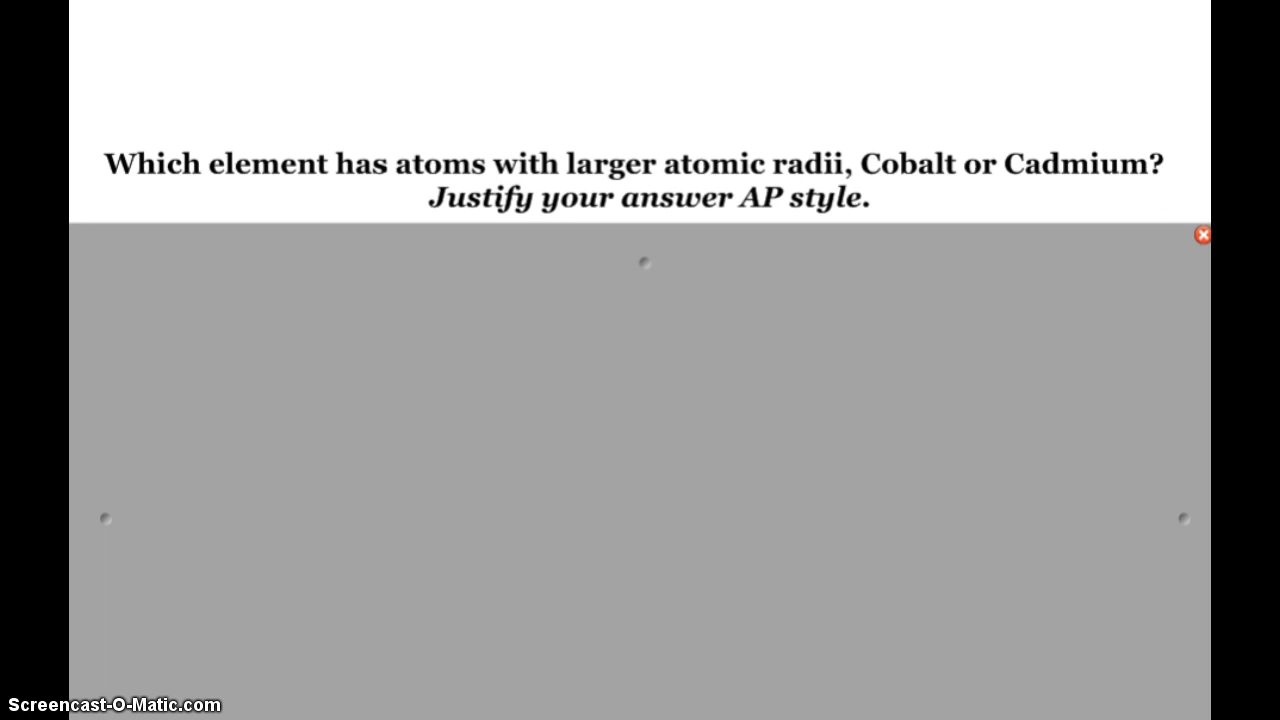 Which element has atoms with larger atomic radii, Cobalt or Cadmium?
Justify your answer AP style.
Screencast-O-Matic.com